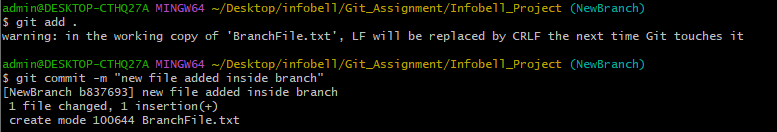 admin@DESKTOP-CTHQ27A MINGW64 ~/Desktop/infobell/Git_Assignment/Infobell_Project (NewBranch)
$ git add .
warning: in the working copy of 'BranchFile.txt', LF will be replaced by CRLF the next time Git touches it
admin@DESKTOP-CTHQ27A MINGW64 ~/Desktop/infobell/Git_Assignment/Infobell_Project (NewBranch)
$ git commit -m "new file added inside branch"
[NewBranch b837693] new file added inside branch
 1 file changed, 1 insertion(+)
 create mode 100644 BranchFile.txt